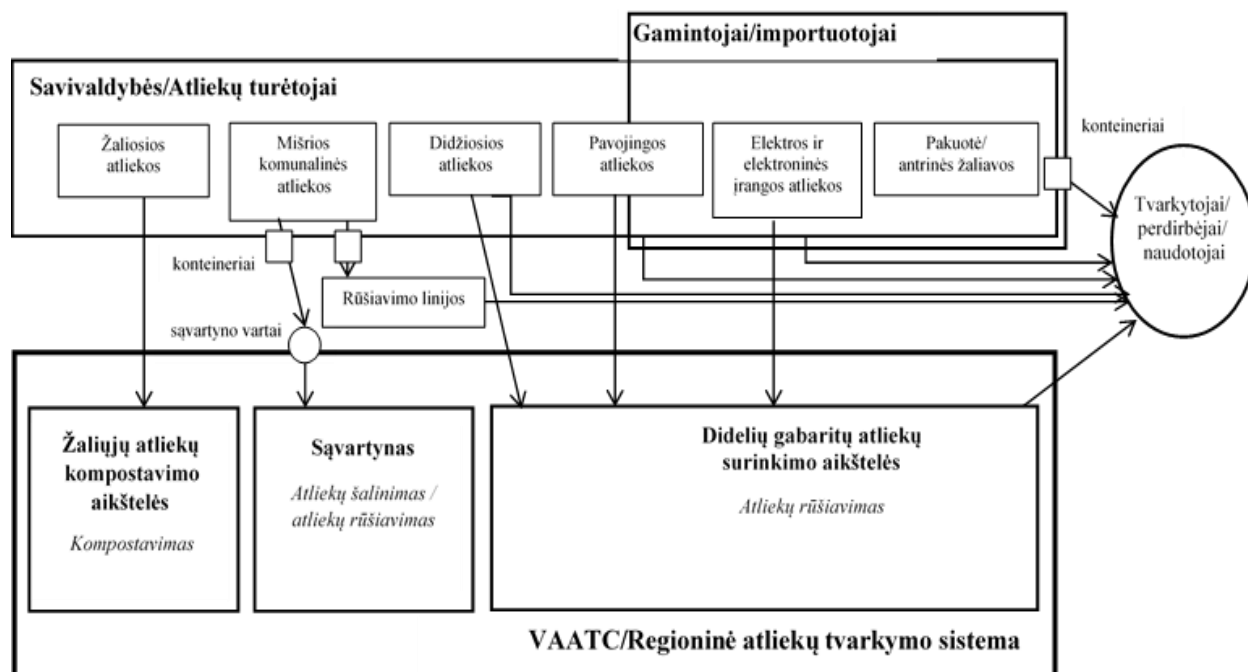 Gamintojai/importuotojai
Savivaldybės/Atliekų turėtojai
Žaliosios
atliekos
Mišrios
komunalinės
atliekos
Didžiosios
atliekos
Pavojingos
atliekos
Elektros ir
elektroninės
įrangos atliekos
Pakuotė/
antrinės žaliavos
konteineriai
Tvarkytojai/
perdirbėjai/
naudotojai
konteineriai
Rūšiavimo linijos
sąvartyno vartai
Žaliųjų atliekų
kompostavimo
aikštelės
Kompostavimas
Sąvartynas
Atliekų šalinimas /
atliekų rūšiavimas
Didelių gabaritų atliekų
surinkimo aikštelės
Atliekų rūšiavimas
VAATC/Regioninė atliekų tvarkymo sistema